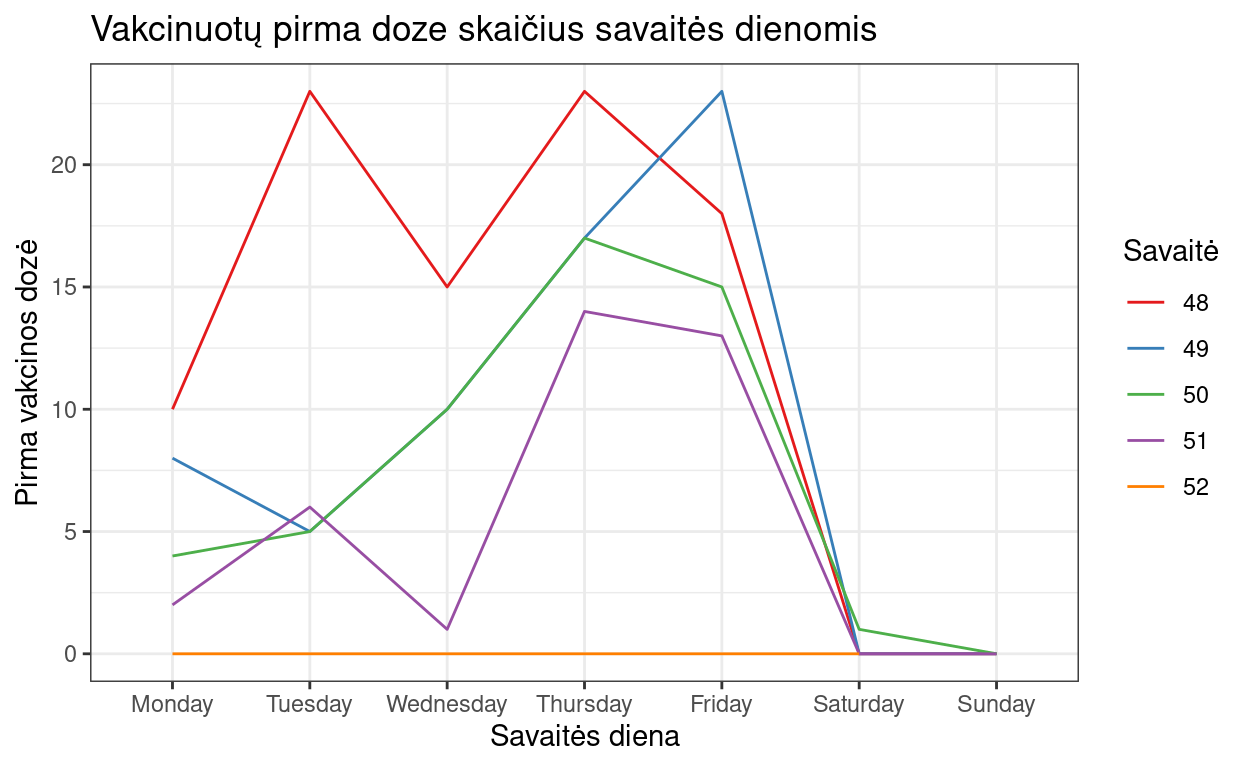 Vakcinuotų pirma doze skaičius savaitės dienomis
Pirma vakcinos dozė
20
15
10
5
0
Monday Tuesday Wednesday Thursday Friday Saturday Sunday
Savaitės diena
Savaitė
48
49
50
51
52